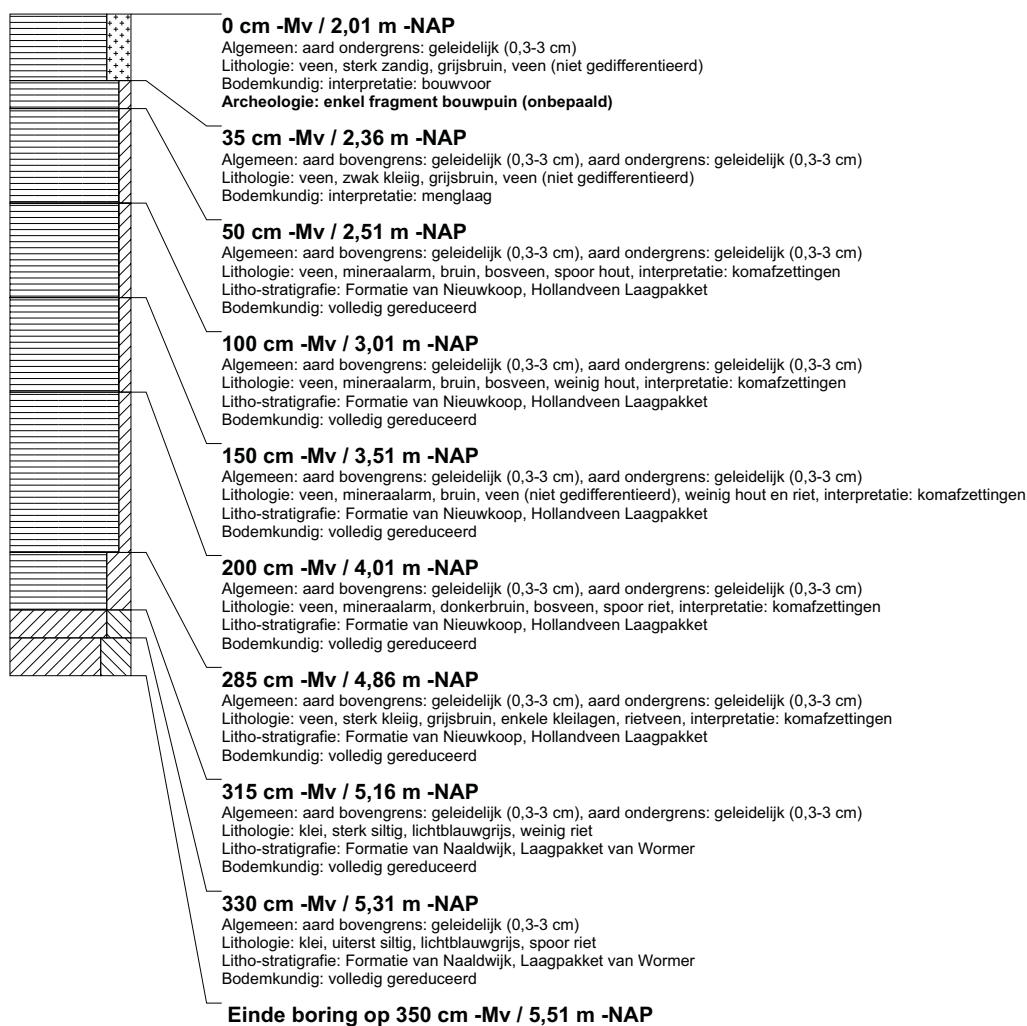 0 cm -Mv / 2,01 m -NAP
Algemeen: aard ondergrens: geleidelijk (0,3-3 cm)
Lithologie: veen, sterk zandig, grijsbruin, veen (niet gedifferentieerd)
Bodemkundig: interpretatie: bouwvoor
Archeologie: enkel fragment bouwpuin (onbepaald)
35 cm -Mv / 2,36 m -NAP
Algemeen: aard bovengrens: geleidelijk (0,3-3 cm), aard ondergrens: geleidelijk (0,3-3 cm)
Lithologie: veen, zwak kleiig, grijsbruin, veen (niet gedifferentieerd)
Bodemkundig: interpretatie: menglaag
50 cm -Mv / 2,51 m -NAP
Algemeen: aard bovengrens: geleidelijk (0,3-3 cm), aard ondergrens: geleidelijk (0,3-3 cm)
Lithologie: veen, mineraalarm, bruin, bosveen, spoor hout, interpretatie: komafzettingen
Litho-stratigrafie: Formatie van Nieuwkoop, Hollandveen Laagpakket
Bodemkundig: volledig gereduceerd
100 cm -Mv / 3,01 m -NAP
Algemeen: aard bovengrens: geleidelijk (0,3-3 cm), aard ondergrens: geleidelijk (0,3-3 cm)
Lithologie: veen, mineraalarm, bruin, bosveen, weinig hout, interpretatie: komafzettingen
Litho-stratigrafie: Formatie van Nieuwkoop, Hollandveen Laagpakket
Bodemkundig: volledig gereduceerd
150 cm -Mv / 3,51 m -NAP
Algemeen: aard bovengrens: geleidelijk (0,3-3 cm), aard ondergrens: geleidelijk (0,3-3 cm)
Lithologie: veen, mineraalarm, bruin, veen (niet gedifferentieerd), weinig hout en riet, interpretatie: komafzettingen
Litho-stratigrafie: Formatie van Nieuwkoop, Hollandveen Laagpakket
Bodemkundig: volledig gereduceerd
200 cm -Mv / 4,01 m -NAP
Algemeen: aard bovengrens: geleidelijk (0,3-3 cm), aard ondergrens: geleidelijk (0,3-3 cm)
Lithologie: veen, mineraalarm, donkerbruin, bosveen, spoor riet, interpretatie: komafzettingen
Litho-stratigrafie: Formatie van Nieuwkoop, Hollandveen Laagpakket
Bodemkundig: volledig gereduceerd
285 cm -Mv / 4,86 m -NAP
Algemeen: aard bovengrens: geleidelijk (0,3-3 cm), aard ondergrens: geleidelijk (0,3-3 cm)
Lithologie: veen, sterk kleiig, grijsbruin, enkele kleilagen, rietveen, interpretatie: komafzettingen
Litho-stratigrafie: Formatie van Nieuwkoop, Hollandveen Laagpakket
Bodemkundig: volledig gereduceerd
315 cm -Mv / 5,16 m -NAP
Algemeen: aard bovengrens: geleidelijk (0,3-3 cm), aard ondergrens: geleidelijk (0,3-3 cm)
Lithologie: klei, sterk siltig, lichtblauwgrijs, weinig riet
Litho-stratigrafie: Formatie van Naaldwijk, Laagpakket van Wormer
Bodemkundig: volledig gereduceerd
330 cm -Mv / 5,31 m -NAP
Algemeen: aard bovengrens: geleidelijk (0,3-3 cm)
Lithologie: klei, uiterst siltig, lichtblauwgrijs, spoor riet
Litho-stratigrafie: Formatie van Naaldwijk, Laagpakket van Wormer
Bodemkundig: volledig gereduceerd
Einde boring op 350 cm -Mv / 5,51 m -NAP